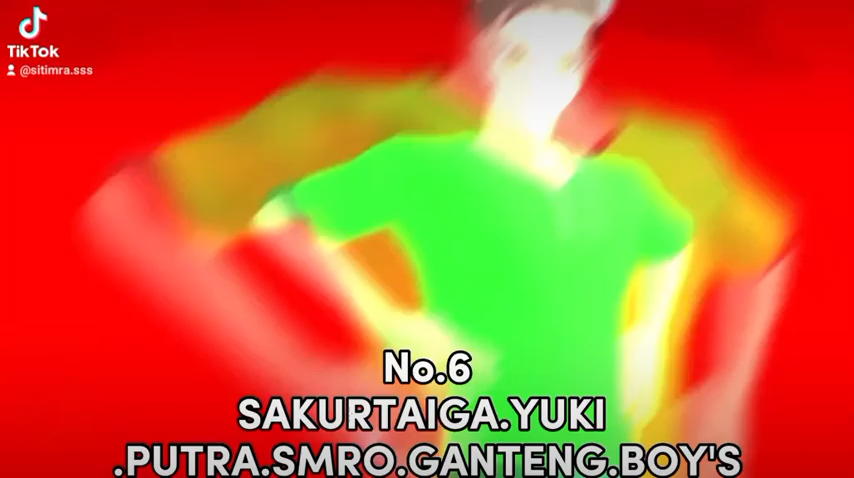 TikTok
@sitimra.sss
No.6
SAKURTAIGA.YUKI
.PUTRA.SMRO.GANTENG.BOY'S